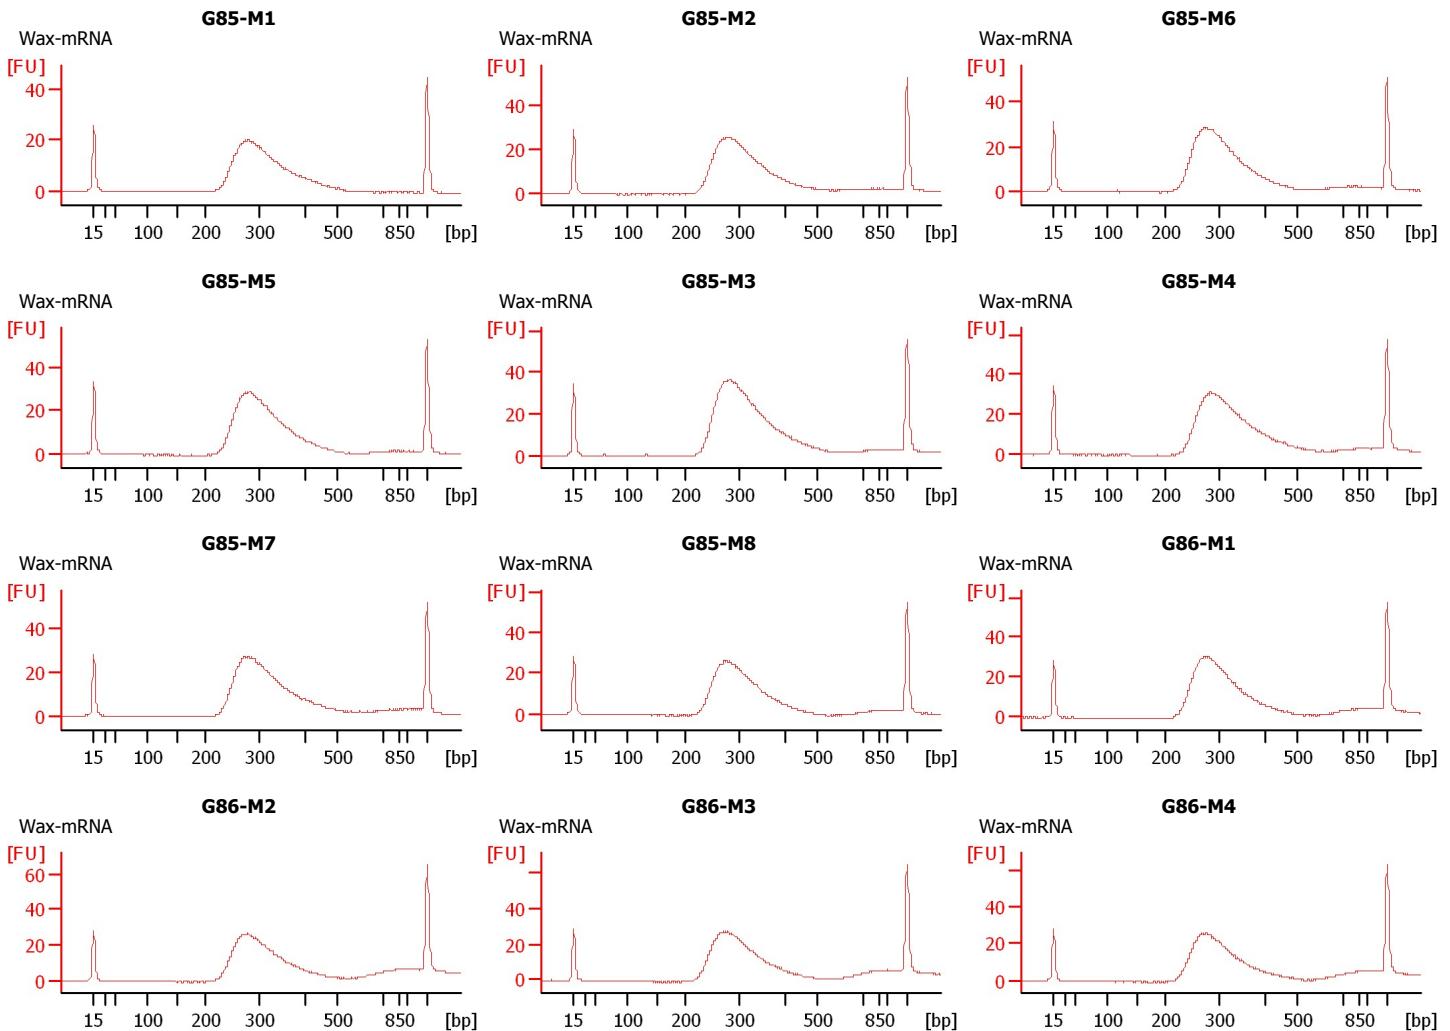 G85-M1 G85-M2 G85-M6
Wax-mRNA Wax-mRNA Wax-mRNA
[FU] [FU] [FU]
40 40 40
20 20 20
0 0 0
15 100 200 300 500 850 [bp] 15 100 200 300 500 850 [bp] 15 100 200 300 500 850 [bp]
G85-M5 G85-M3 G85-M4
Wax-mRNA Wax-mRNA Wax-mRNA
[FU] [FU] [FU]
40 40 40
20 20 20
0 0 0
15 100 200 300 500 850 [bp] 15 100 200 300 500 850 [bp] 15 100 200 300 500 850 [bp]
G85-M7 G85-M8 G86-M1
Wax-mRNA Wax-mRNA Wax-mRNA
[FU] [FU] [FU]
40 40 40
20 20 20
0 0 0
15 100 200 300 500 850 [bp] 15 100 200 300 500 850 [bp] 15 100 200 300 500 850 [bp]
G86-M2 G86-M3 G86-M4
Wax-mRNA Wax-mRNA Wax-mRNA
[FU] [FU] [FU]
60
40 40 40
20 20 20
0 0 0
15 100 200 300 500 850 [bp] 15 100 200 300 500 850 [bp] 15 100 200 300 500 850 [bp]